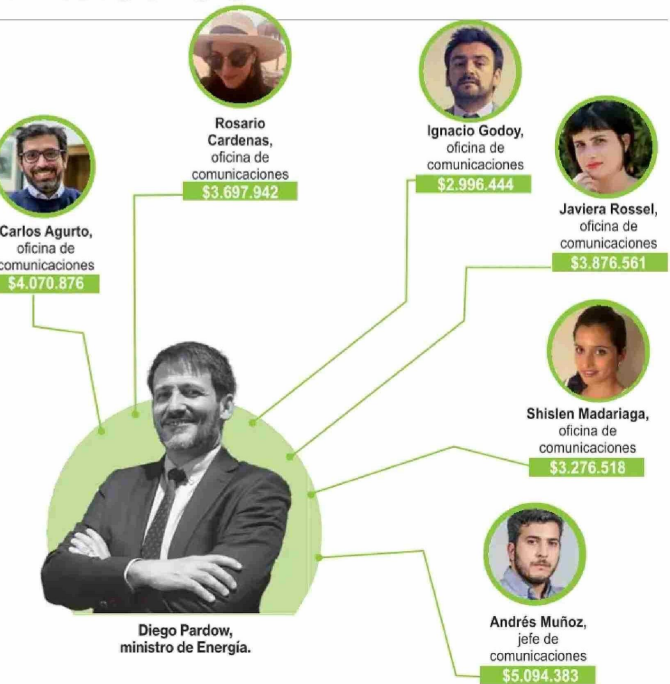 Rosario
Cardenas,
oficina de
comunicaciones
$3.697.942
Ignacio Godoy,
oficina de
comunicaciones
$2.996.444
Carlos Agurto,
oficina de
comunicaciones
$4.070.876
Javiera Rossel,
oficina de
comunicaciones
$3.876.561
Shislen Madariaga,
oficina de
comunicaciones
$3.276.518
Andrés Muñoz,
jefe de
comunicaciones
$5.094.383
Diego Pardow,
ministro de Energía.